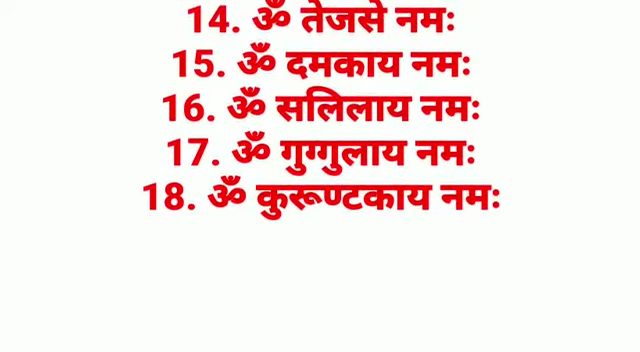 14. ॐ तेजसे नमः
15. ॐ दमकाय नमः
16. ॐ सलिलाय नमः
17. ॐ गुग्गुलाय नमः
18. ॐ कुरूण्टकाय नमः